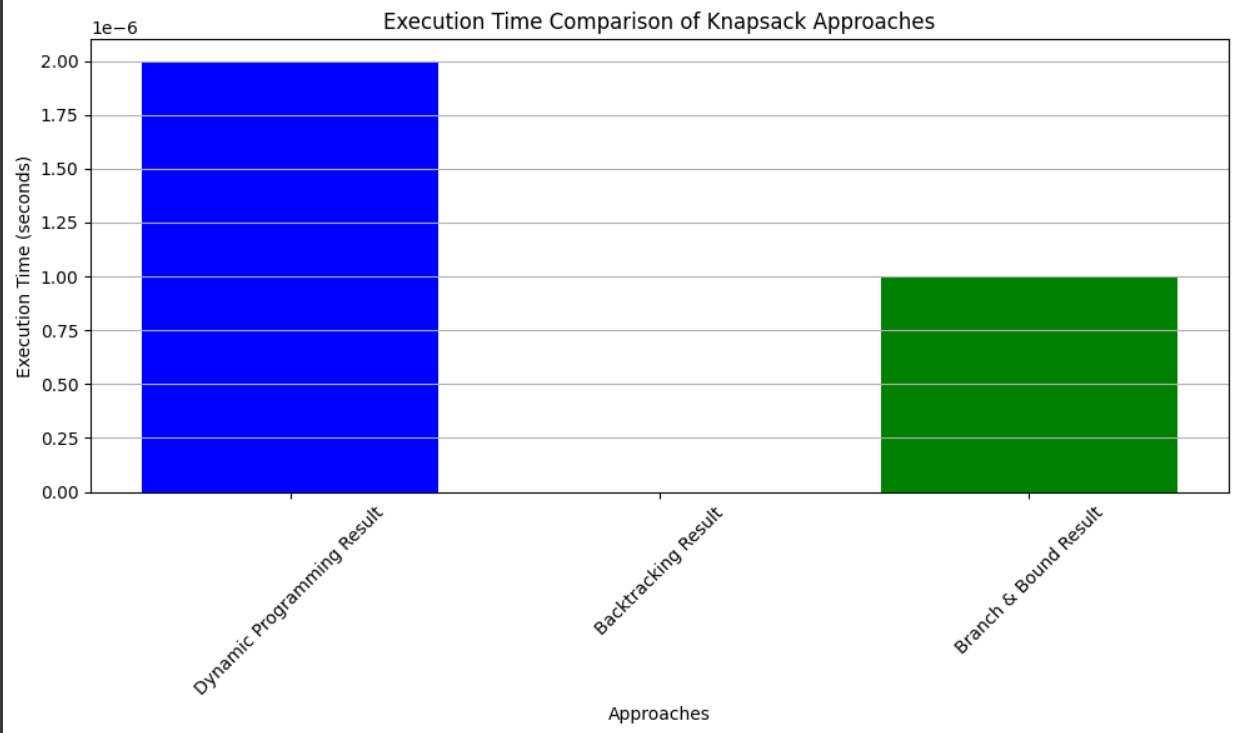 Execution Time Comparison of Knapsack Approaches
1e−6
2.00
1.75
1.50
1.25
1.00
0.75
0.50
0.25
0.00
Execution Time (seconds)
Dynamic Programming Result
Backtracking Result
Branch & Bound Result
Approaches